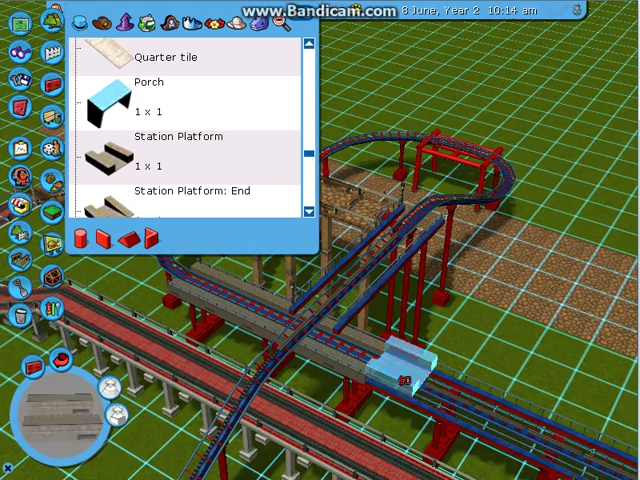 www.Bandicam.com
8 June, Year 2 10:14 am
Quarter tile
Porch
1 x 1
Station Platform
1 x 1
Station Platform: End
$0